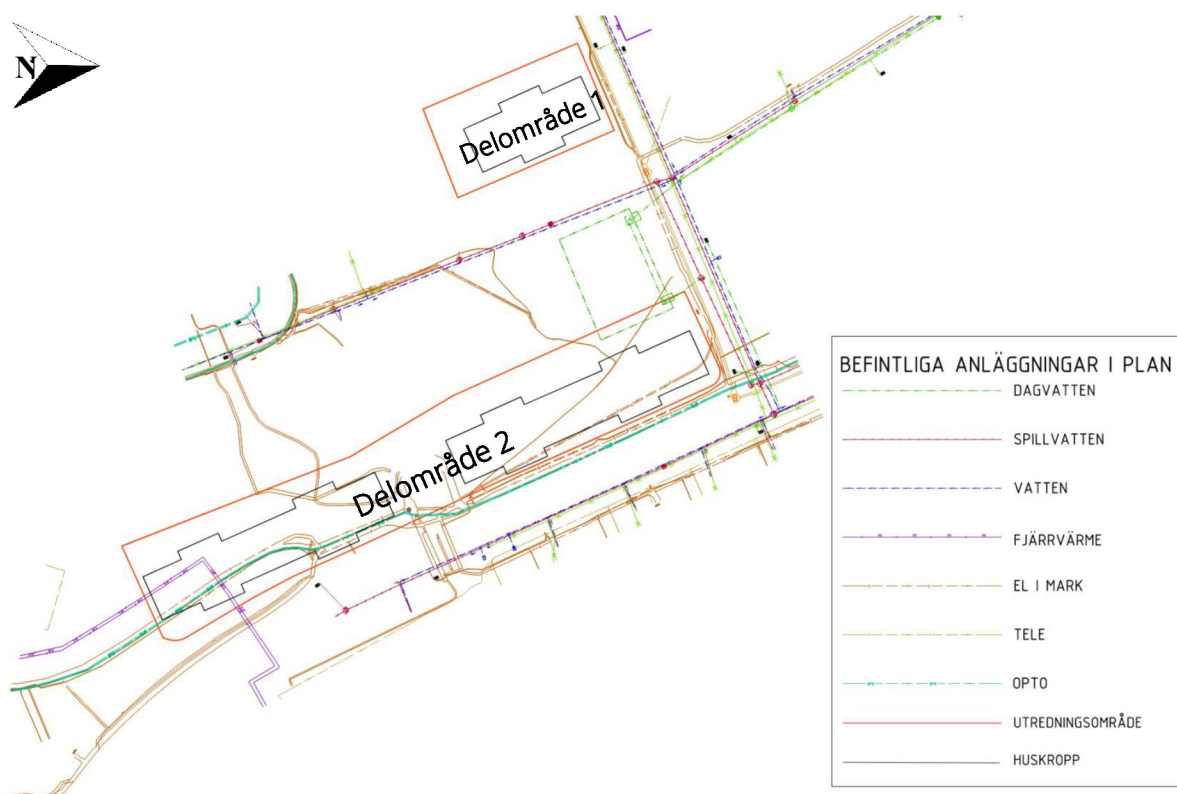 N
Delområde 1
Delområde 2
BEFINTLIGA ANLÄGGNINGAR I PLAN
DAGVATTEN
SPILLVATTEN
VATTEN
FJÄRRVÄRME
EL I MARK
TELE
OPTO
UTREDNINGSOMRÅDE
HUSKROPP